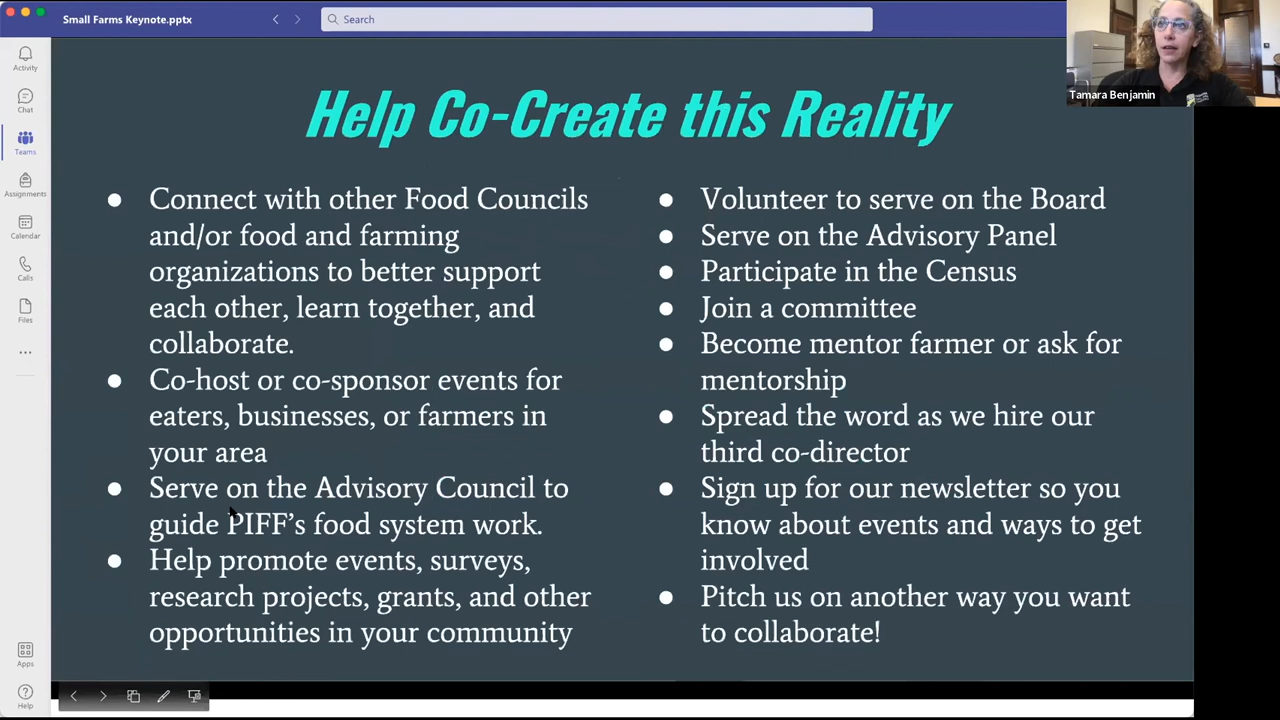 Small Farms Keynote.pptx
Search
Tamara Benjamin
Activity
Chat
Teams
Assignments
Calendar
Calls
Files
Apps
Help
Help Co-Create this Reality
● Connect with other Food Councils
and/or food and farming
organizations to better support
each other, learn together, and
collaborate.
● Co-host or co-sponsor events for
eaters, businesses, or farmers in
your area
● Serve on the Advisory Council to
guide PIFF’s food system work.
● Help promote events, surveys,
research projects, grants, and other
opportunities in your community
● Volunteer to serve on the Board
● Serve on the Advisory Panel
● Participate in the Census
● Join a committee
● Become mentor farmer or ask for
mentorship
● Spread the word as we hire our
third co-director
● Sign up for our newsletter so you
know about events and ways to get
involved
● Pitch us on another way you want
to collaborate!